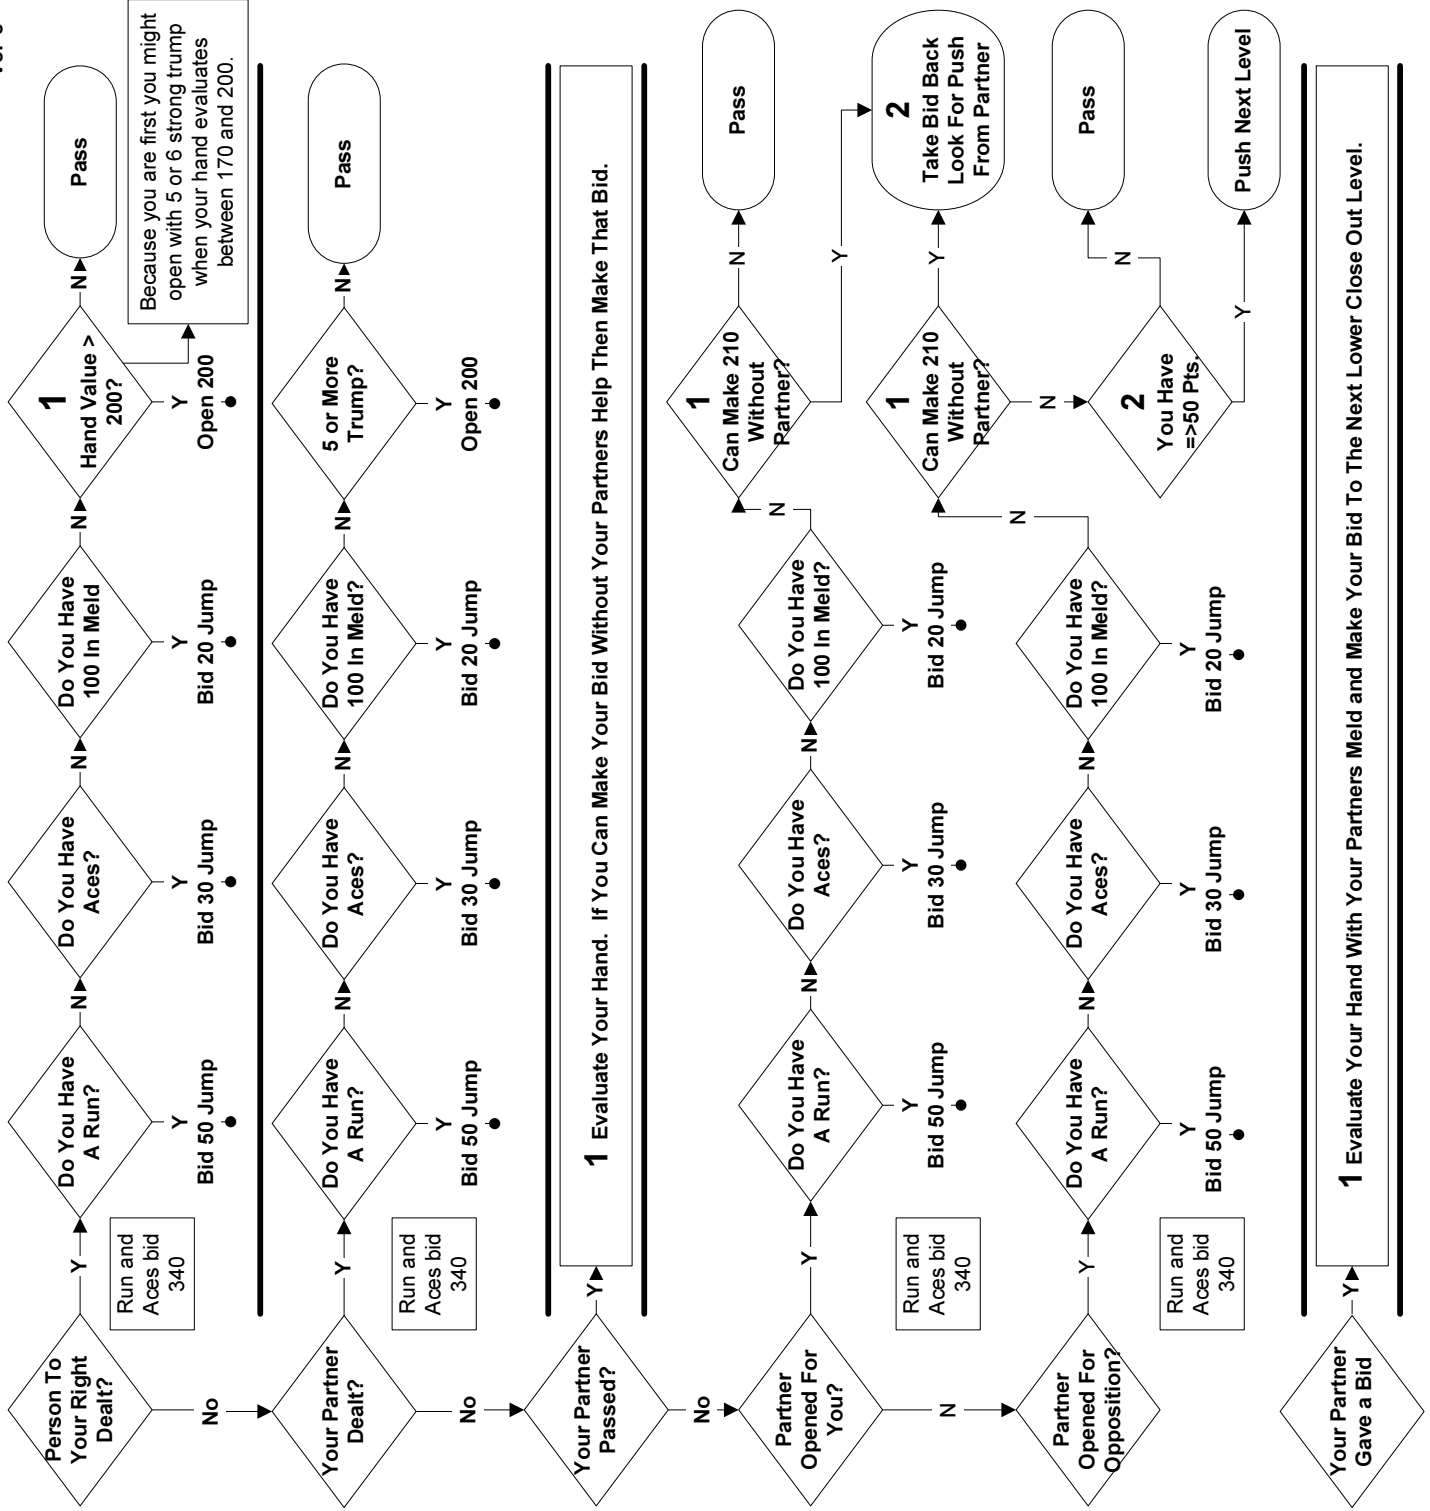 Person To
Your Right
Dealt?
Y
Do You Have
A Run?
N
Do You Have
Aces?
N
Do You Have
100 In Meld
N
1
Hand Value >
200?
N
Pass
Run and
Aces bid
340
Y
Bid 50 Jump
Y
Bid 30 Jump
Y
Bid 20 Jump
Y
Open 200
Because you are first you might
open with 5 or 6 strong trump
when your hand evaluates
between 170 and 200.
No
Your Partner
Dealt?
Y
Do You Have
A Run?
N
Do You Have
Aces?
N
Do You Have
100 In Meld?
N
5 or More
Trump?
N
Pass
Run and
Aces bid
340
Y
Bid 50 Jump
Y
Bid 30 Jump
Y
Bid 20 Jump
Y
Open 200
No
Your Partner
Passed?
Y
1 Evaluate Your Hand. If You Can Make Your Bid Without Your Partners Help Then Make That Bid.
No
Partner
Opened For
You?
Y
Do You Have
A Run?
N
Do You Have
Aces?
N
Do You Have
100 In Meld?
N
1
Can Make 210
Without
Partner?
N
Pass
Y
Run and
Aces bid
340
Y
Bid 50 Jump
Y
Bid 30 Jump
Y
Bid 20 Jump
N
Partner
Opened For
Opposition?
Y
Do You Have
A Run?
N
Do You Have
Aces?
N
Do You Have
100 In Meld?
N
1
Can Make 210
Without
Partner?
Y
2
Take Bid Back
Look For Push
From Partner
N
2
You Have
=>50 Pts.
N
Pass
Y
Push Next Level
Run and
Aces bid
340
Y
Bid 50 Jump
Y
Bid 30 Jump
Y
Bid 20 Jump
Your Partner
Gave a Bid
Y
1 Evaluate Your Hand With Your Partners Meld and Make Your Bid To The Next Lower Close Out Level.